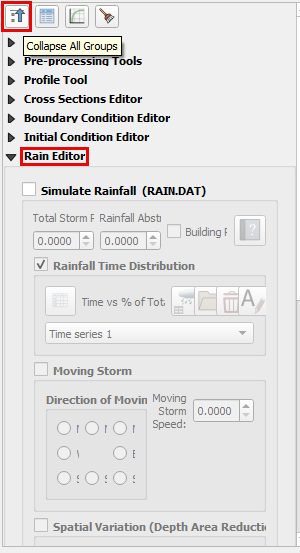 Collapse All Groups
Pre-processing Tools
Profile Tool
Cross Sections Editor
Boundary Condition Editor
Initial Condition Editor
Rain Editor
Simulate Rainfall (RAIN.DAT)
Total Storm Rainfall Abstr
0.0000 0.0000 Building
Rainfall Time Distribution
Time vs % of Tota
Time series 1
Moving Storm
Direction of Movin Moving
Storm
Speed: 0.0000
Spatial Variation (Depth Area Reductio